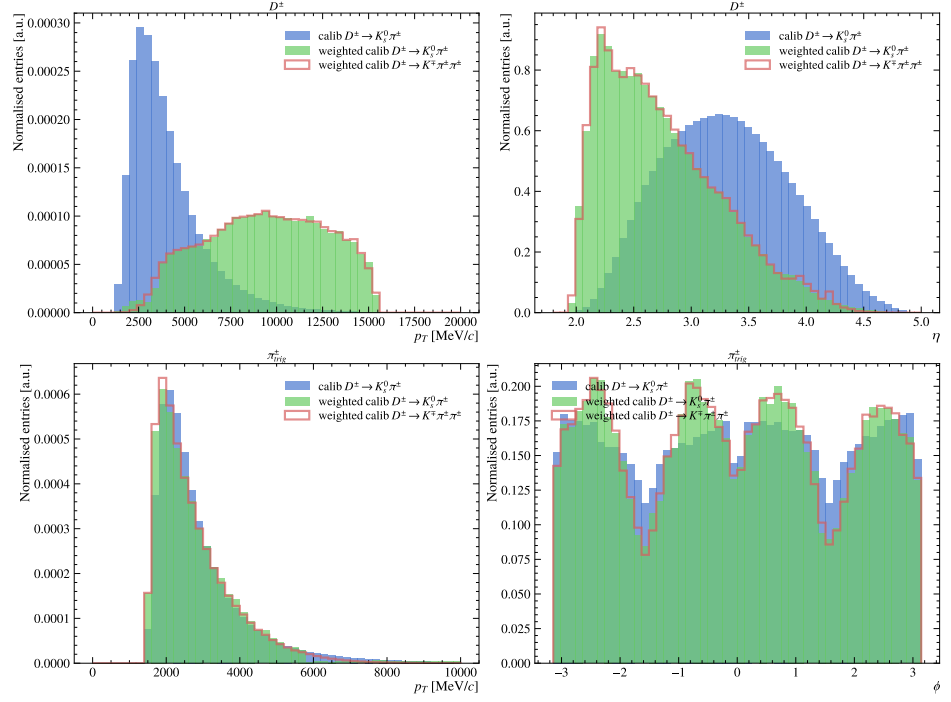 D±
Normalised entries [a.u.]
0.00030
0.00025
0.00020
0.00015
0.00010
0.00005
0.00000
calib D± → K⁰ₛπ±
weighted calib D± → K⁰ₛπ±
weighted calib D± → K∓π±π±
0 2500 5000 7500 10000 12500 15000 17500 20000
p_T [MeV/c]
D±
Normalised entries [a.u.]
0.8
0.6
0.4
0.2
0.0
calib D± → K⁰ₛπ±
weighted calib D± → K⁰ₛπ±
weighted calib D± → K∓π±π±
2.0 2.5 3.0 3.5 4.0 4.5 5.0
η
π±_trig
Normalised entries [a.u.]
0.0006
0.0005
0.0004
0.0003
0.0002
0.0001
0.0000
calib D± → K⁰ₛπ±
weighted calib D± → K⁰ₛπ±
weighted calib D± → K∓π±π±
0 2000 4000 6000 8000 10000
p_T [MeV/c]
π±_trig
Normalised entries [a.u.]
0.200
0.175
0.150
0.125
0.100
0.075
0.050
0.025
0.000
calib D± → K⁰ₛπ±
weighted calib D± → K⁰ₛπ±
weighted calib D± → K∓π±π±
−3 −2 −1 0 1 2 3
ϕ